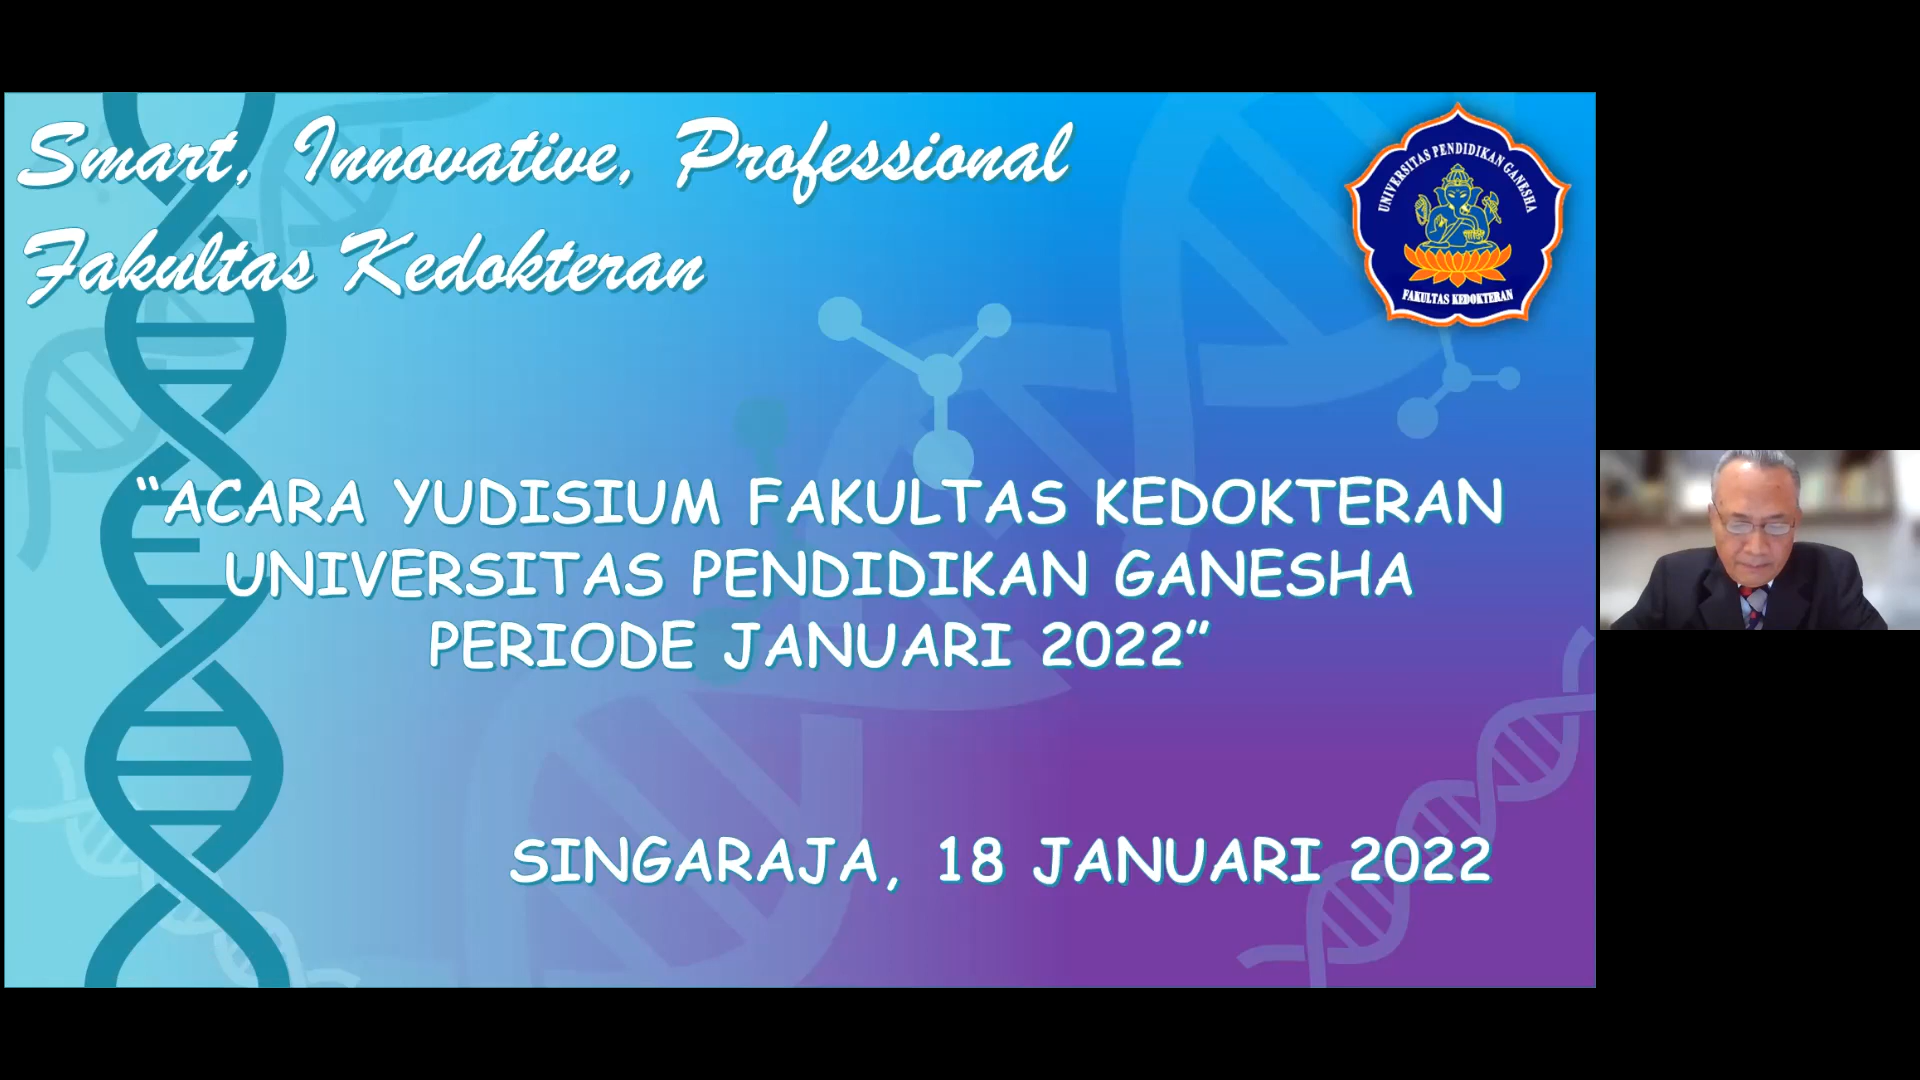 Smart, Innovative, Professional
Fakultas Kedokteran
UNIVERSITAS PENDIDIKAN GANESHA
FAKULTAS KEDOKTERAN
“ACARA YUDISIUM FAKULTAS KEDOKTERAN
UNIVERSITAS PENDIDIKAN GANESHA
PERIODE JANUARI 2022”
SINGARAJA, 18 JANUARI 2022